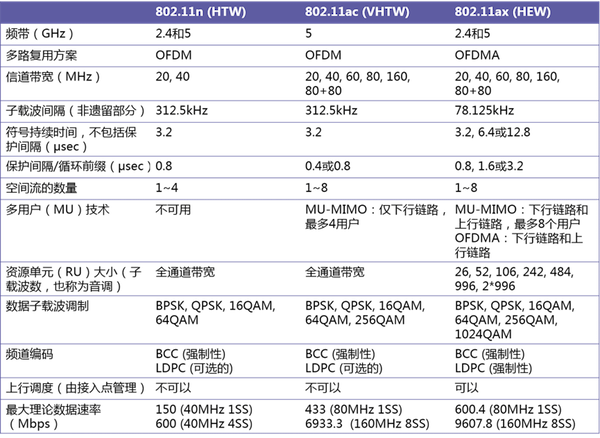 802.11n (HTW) 802.11ac (VHTW) 802.11ax (HEW)
频带（GHz） 2.4和5 5 2.4和5
多路复用方案 OFDM OFDM OFDMA
信道带宽（MHz） 20, 40 20, 40, 60, 80, 160, 20, 40, 60, 80, 160,
80+80 80+80
子载波间隔（非遗留部分） 312.5kHz 312.5kHz 78.125kHz
符号持续时间，不包括保 3.2 3.2 3.2, 6.4或12.8
护间隔（μsec）
保护间隔/循环前缀（μsec） 0.8 0.4或0.8 0.8, 1.6或3.2
空间流的数量 1~4 1~8 1~8
多用户（MU）技术 不可用 MU-MIMO：仅下行链路， MU-MIMO：下行链路和
最多4用户 上行链路，最多8个用户
OFDMA：下行链路和上
行链路
资源单元（RU）大小（子 全通道带宽 全通道带宽 26, 52, 106, 242, 484,
载波数，也称为音调） 996, 2*996
数据子载波调制 BPSK, QPSK, 16QAM, BPSK, QPSK, 16QAM, BPSK, QPSK, 16QAM,
64QAM 64QAM, 256QAM 64QAM, 256QAM,
1024QAM
频道编码 BCC (强制性) BCC (强制性) BCC (强制性)
LDPC (可选的) LDPC (可选的) LDPC (强制性)
上行调度（由接入点管理） 不可以 不可以 可以
最大理论数据速率 150 (40MHz 1SS) 433 (80MHz 1SS) 600.4 (80MHz 1SS)
（Mbps） 600 (40MHz 4SS) 6933.3 (160MHz 8SS) 9607.8 (160MHz 8SS)